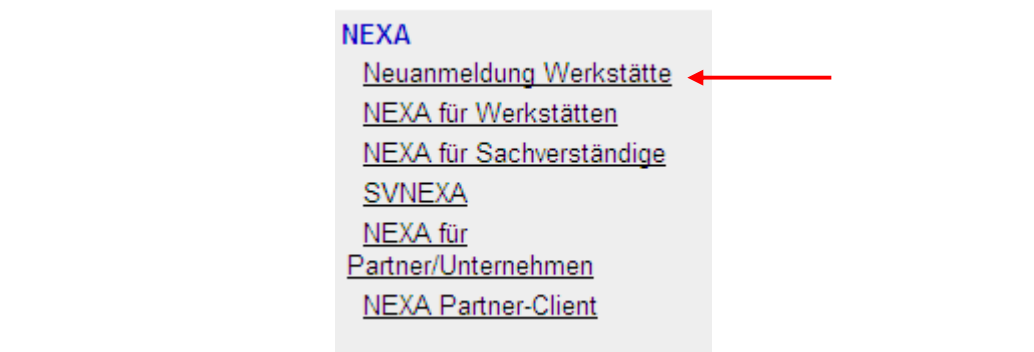 NEXA
Neuanmeldung Werkstätte
NEXA für Werkstätten
NEXA für Sachverständige
SVNEXA
NEXA für
Partner/Unternehmen
NEXA Partner-Client